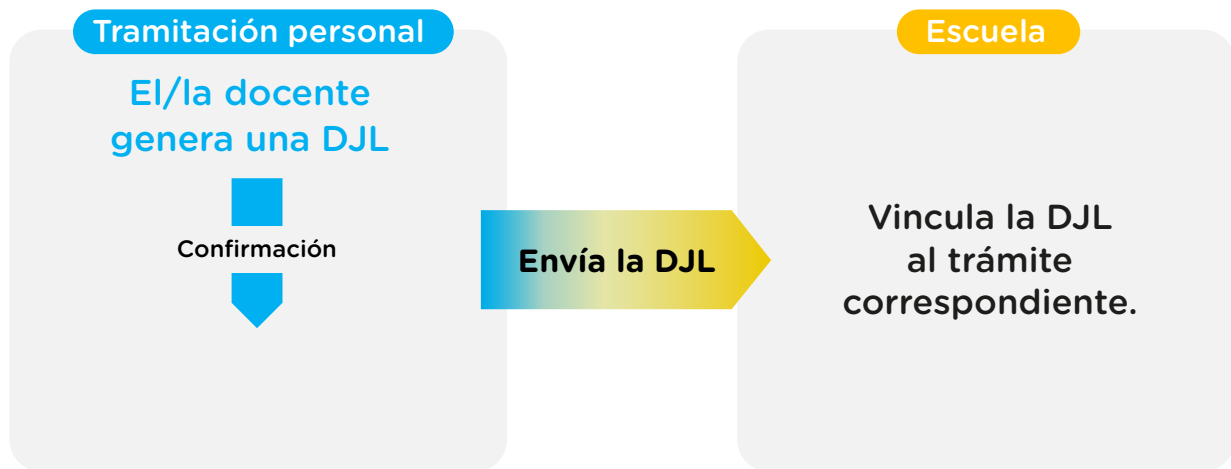 Tramitación personal
El/la docente
genera una DJL
Confirmación
Envía la DJL
Escuela
Vincula la DJL
al trámite
correspondiente.